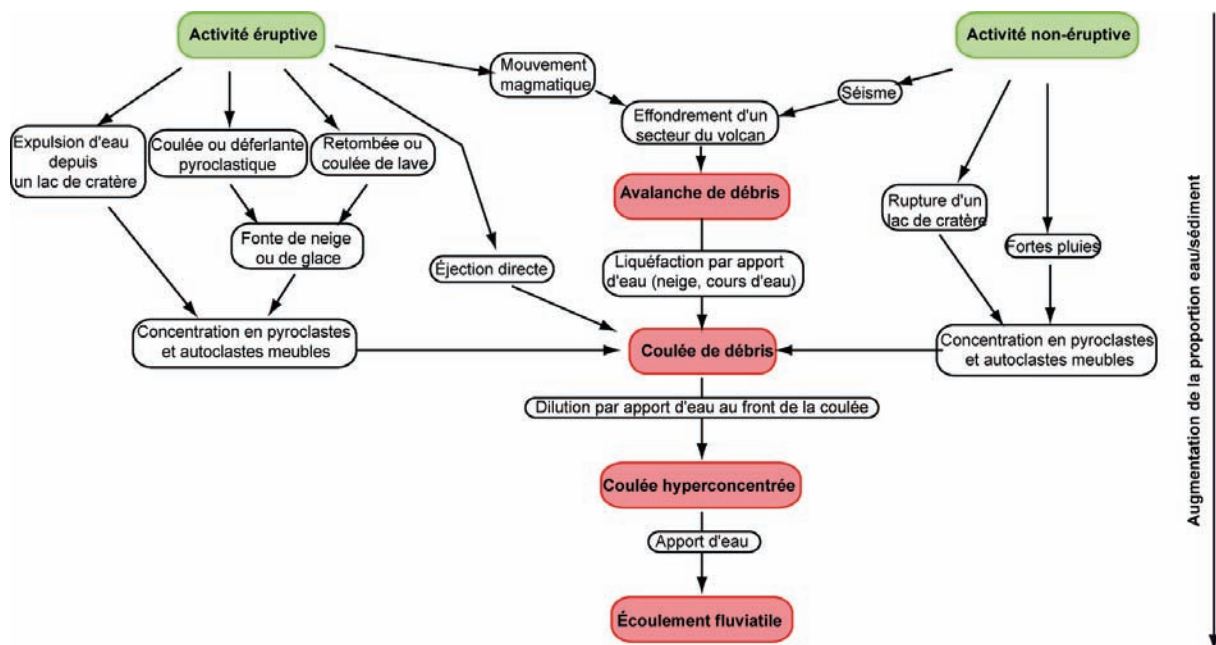 Activité éruptive
Activité non-éruptive
Mouvement
magmatique
Séisme
Effondrement d'un
secteur du volcan
Expulsion d'eau
depuis
un lac de cratère
Coulée ou déferlante
pyroclastique
Retombée ou
coulée de lave
Avalanche de débris
Rupture d'un
lac de cratère
Fonte de neige
ou de glace
Fortes pluies
Éjection directe
Liquéfaction par apport
d'eau (neige, cours d'eau)
Concentration en pyroclastes
et autoclastes meubles
Coulée de débris
Concentration en pyroclastes
et autoclastes meubles
Dilution par apport d'eau au front de la coulée
Coulée hyperconcentrée
Apport d'eau
Écoulement fluviatile
Augmentation de la proportion eau/sédiment